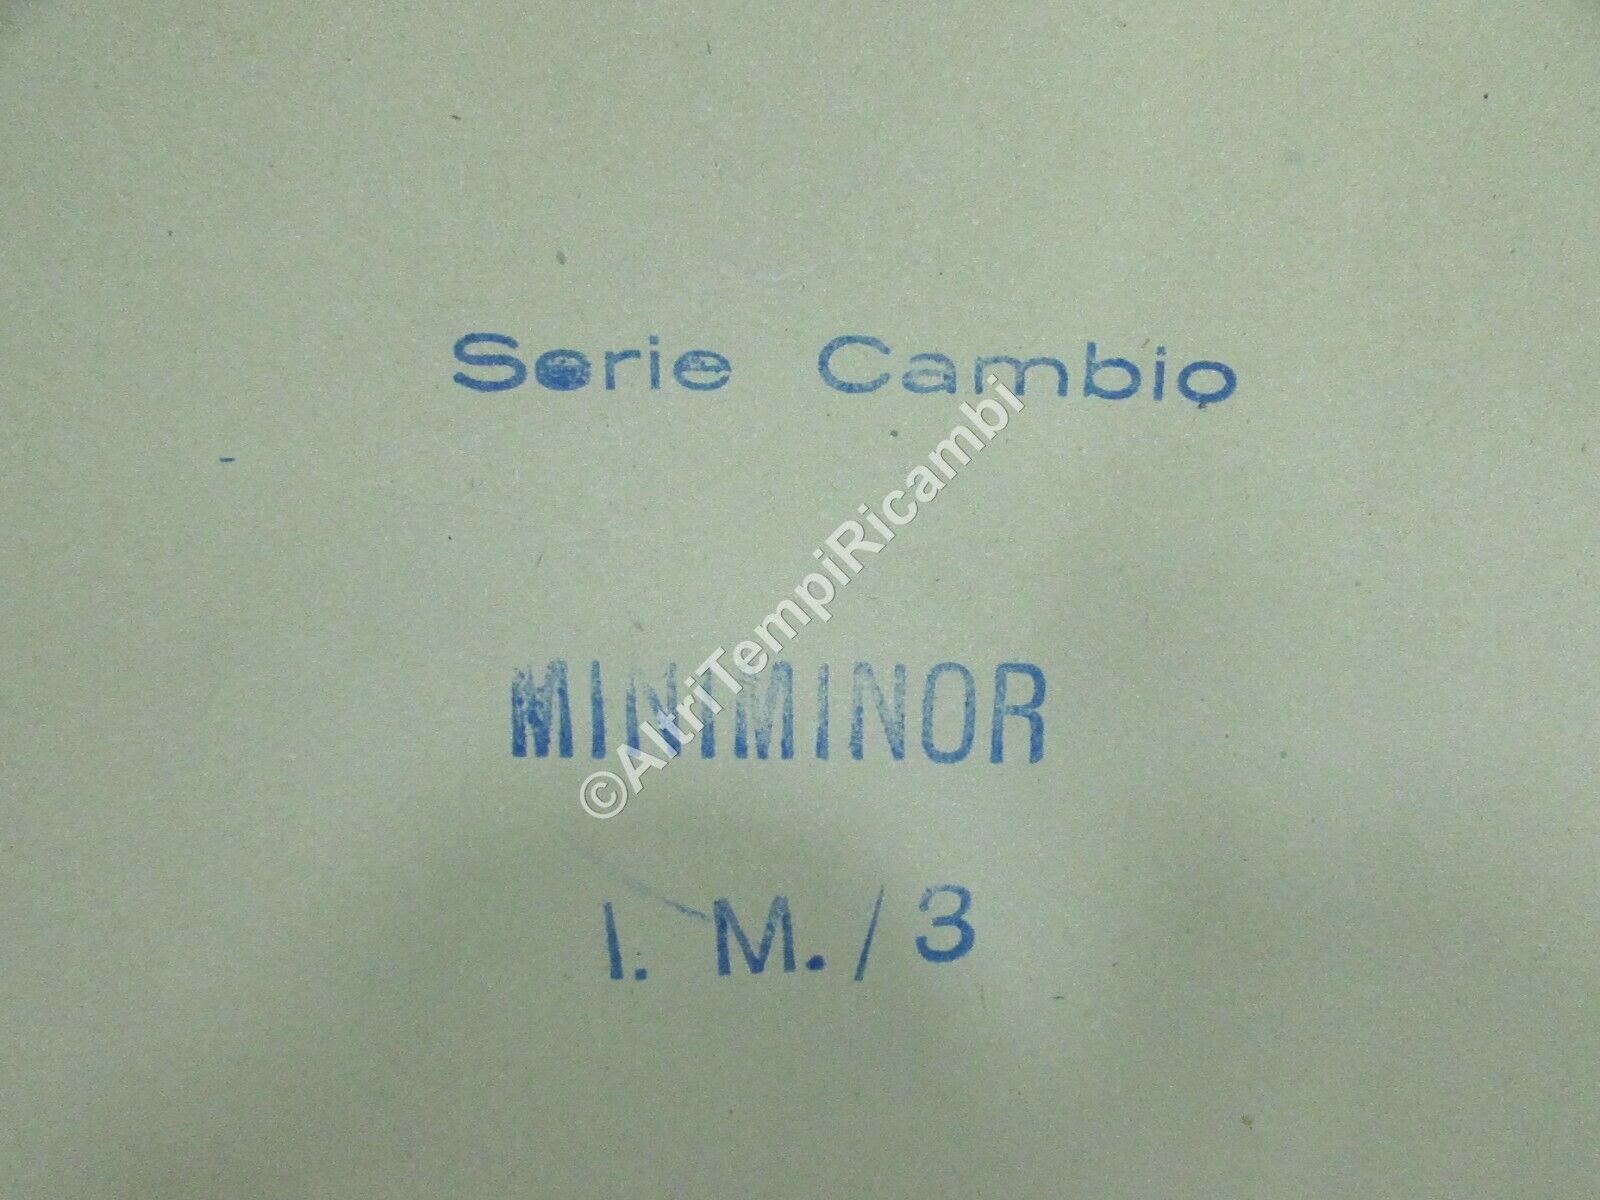 Serie Cambio
MINIMINOR
I. M. / 3
©AltriTempiRicambi